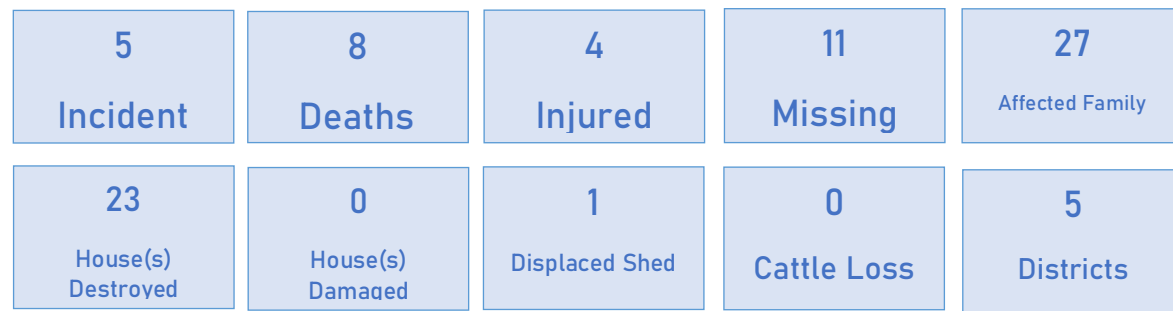 5
Incident
8
Deaths
4
Injured
11
Missing
27
Affected Family
23
House(s)
Destroyed
0
House(s)
Damaged
1
Displaced Shed
0
Cattle Loss
5
Districts